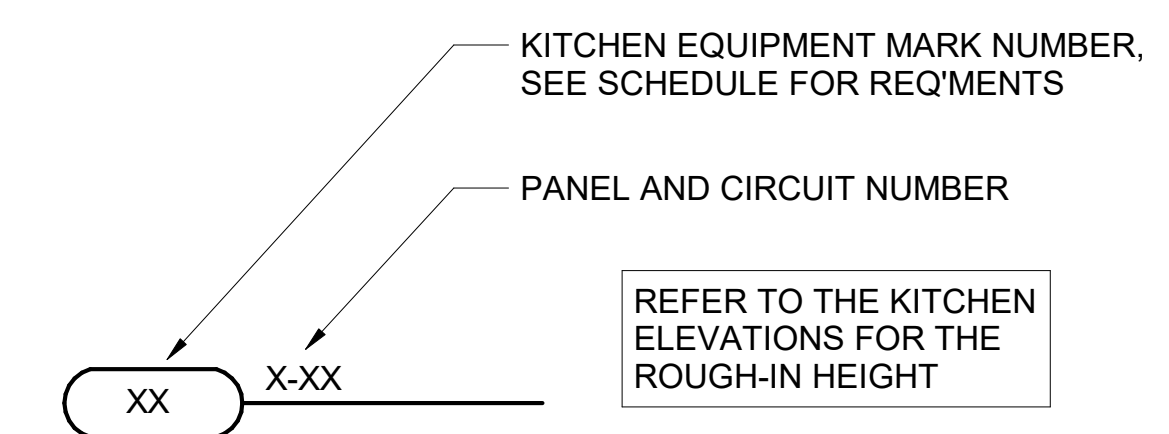 KITCHEN EQUIPMENT MARK NUMBER,
SEE SCHEDULE FOR REQ'MENTS
PANEL AND CIRCUIT NUMBER
REFER TO THE KITCHEN
ELEVATIONS FOR THE
ROUGH-IN HEIGHT
X-XX
XX